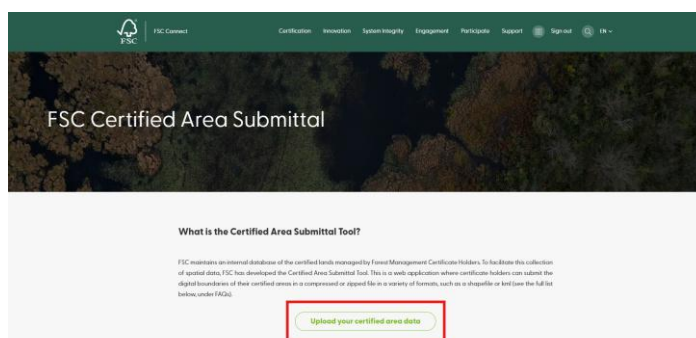 FSC
FSC Connect
Certification Innovation System Integrity Engagement Participate Support Sign out EN
FSC Certified Area Submittal
What is the Certified Area Submittal Tool?
FSC maintains an internal database of the certified lands managed by Forest Management Certificate Holders. To facilitate this collection
of spatial data, FSC has developed the Certified Area Submittal Tool. This is a web application where certificate holders can submit the
digital boundaries of their certified areas in a compressed or zipped file in a variety of formats, such as a shapefile or kml (see the full list
below, under FAQs).
Upload your certified area data